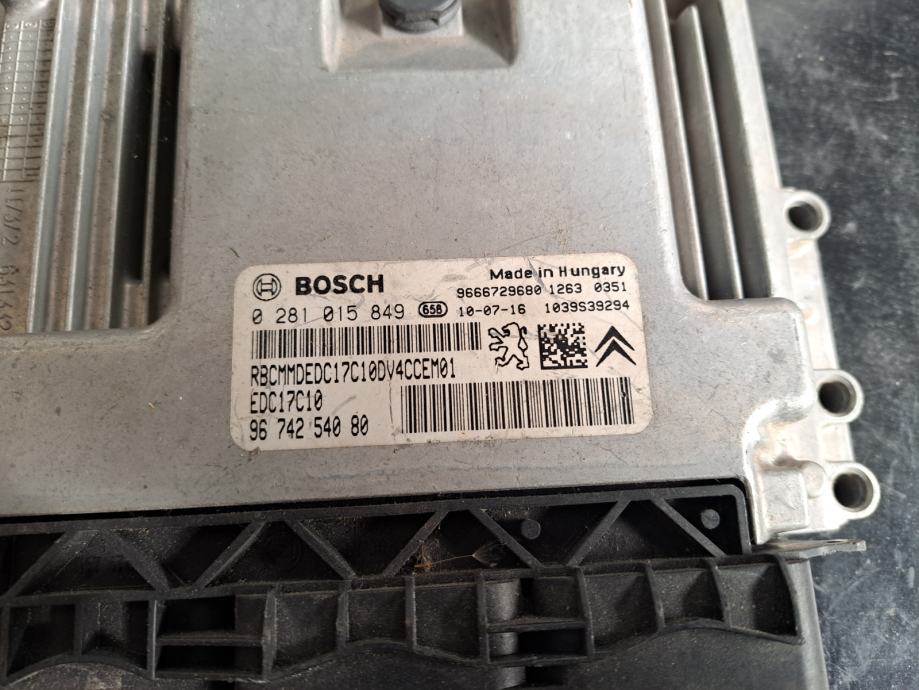 BOSCH
Made in Hungary
9666729680 1263 0351
0 281 015 849 658 10-07-16 1039S39294
RBCMMDEDC17C10DV4CCEM01
EDC17C10
96 742 540 80